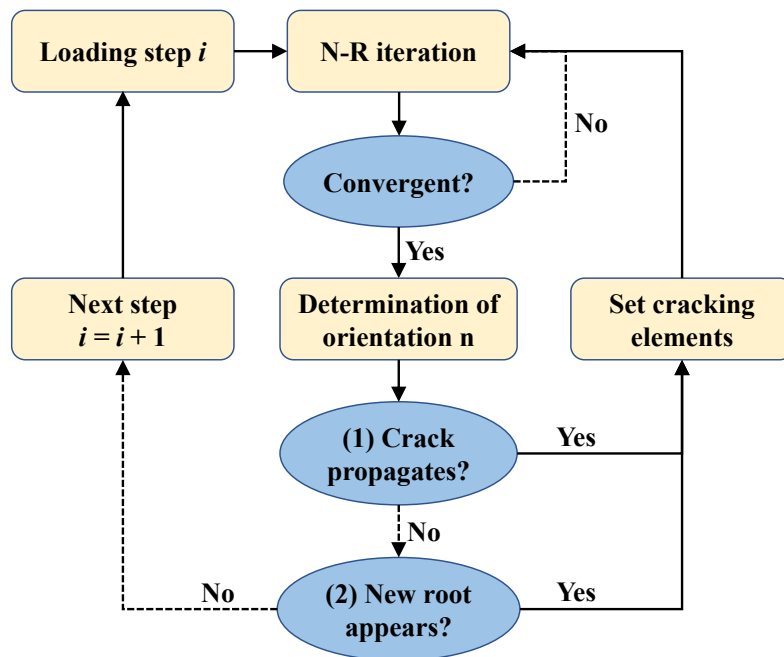 Loading step i
N-R iteration
No
Convergent?
Yes
Next step
i = i + 1
Determination of
orientation n
Set cracking
elements
(1) Crack
propagates?
Yes
No
No
(2) New root
appears?
Yes